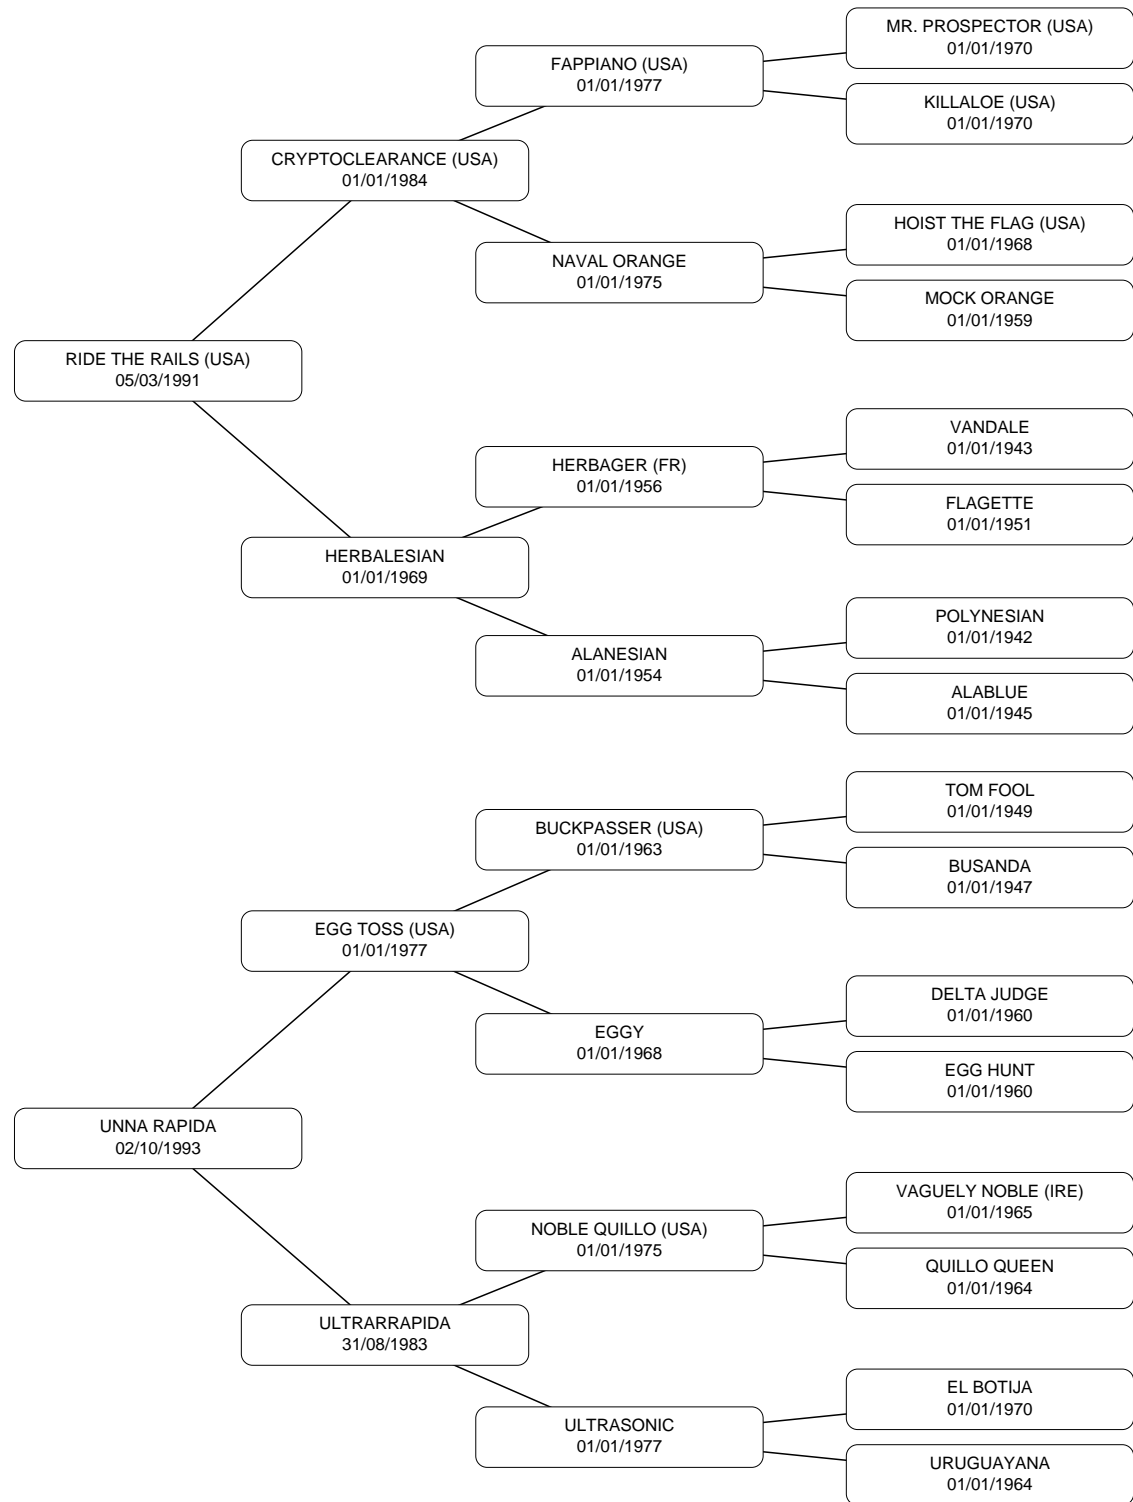 MR. PROSPECTOR (USA)
01/01/1970
FAPPIANO (USA)
01/01/1977
KILLALOE (USA)
01/01/1970
CRYPTOCLEARANCE (USA)
01/01/1984
HOIST THE FLAG (USA)
01/01/1968
NAVAL ORANGE
01/01/1975
MOCK ORANGE
01/01/1959
RIDE THE RAILS (USA)
05/03/1991
VANDALE
01/01/1943
HERBAGER (FR)
01/01/1956
FLAGETTE
01/01/1951
HERBALESIAN
01/01/1969
POLYNESIAN
01/01/1942
ALANESIAN
01/01/1954
ALABLUE
01/01/1945
TOM FOOL
01/01/1949
BUCKPASSER (USA)
01/01/1963
BUSANDA
01/01/1947
EGG TOSS (USA)
01/01/1977
DELTA JUDGE
01/01/1960
EGGY
01/01/1968
EGG HUNT
01/01/1960
UNNA RAPIDA
02/10/1993
VAGUELY NOBLE (IRE)
01/01/1965
NOBLE QUILLO (USA)
01/01/1975
QUILLO QUEEN
01/01/1964
ULTRARRAPIDA
31/08/1983
EL BOTIJA
01/01/1970
ULTRASONIC
01/01/1977
URUGUAYANA
01/01/1964